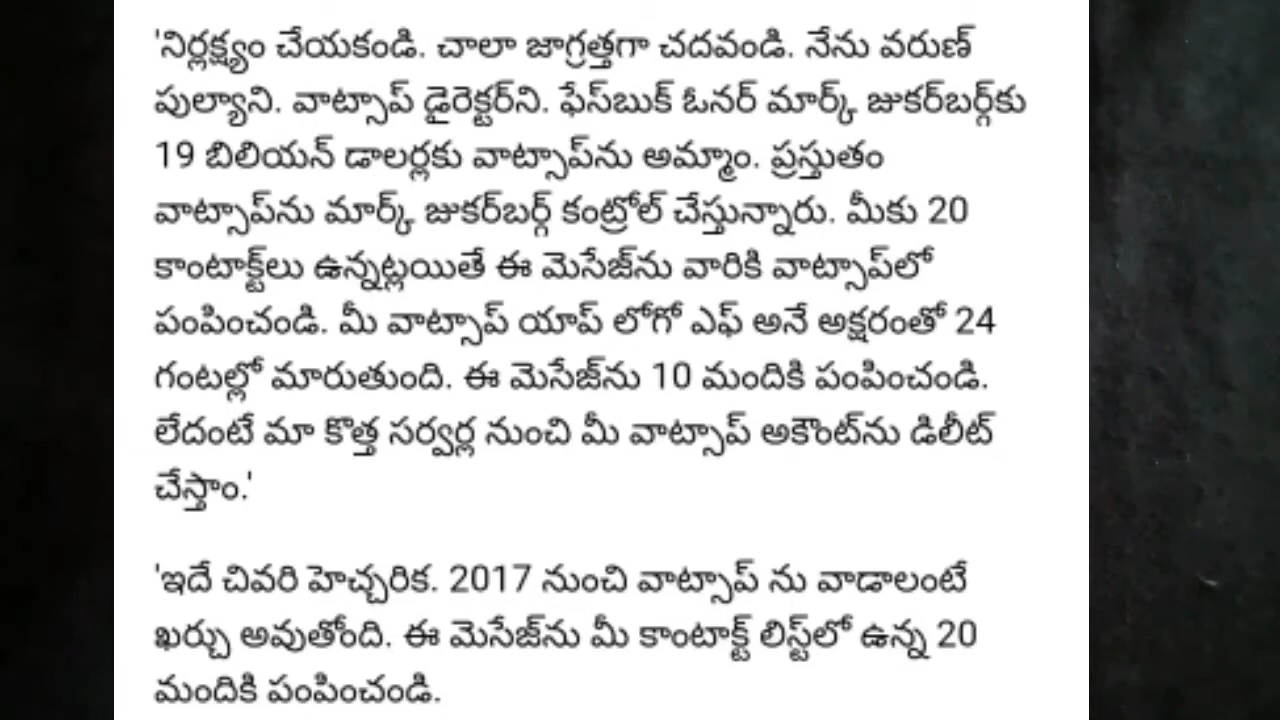 'నిర్లక్ష్యం చేయకండి. చాలా జాగ్రత్తగా చదవండి. నేను వరుణ్
పుల్యాని. వాట్సాప్ డైరెక్టర్‌ని. ఫేస్‌బుక్ ఓనర్ మార్క్ జుకర్‌బర్గ్‌కు
19 బిలియన్ డాలర్లకు వాట్సాప్‌ను అమ్మాం. ప్రస్తుతం
వాట్సాప్‌ను మార్క్ జుకర్‌బర్గ్ కంట్రోల్ చేస్తున్నారు. మీకు 20
కాంటాక్ట్‌లు ఉన్నట్లయితే ఈ మెసేజ్‌ను వారికి వాట్సాప్‌లో
పంపించండి. మీ వాట్సాప్ యాప్ లోగో ఎఫ్ అనే అక్షరంతో 24
గంటల్లో మారుతుంది. ఈ మెసేజ్‌ను 10 మందికి పంపించండి.
లేదంటే మా కొత్త సర్వర్ల నుంచి మీ వాట్సాప్ అకౌంట్‌ను డిలీట్
చేస్తాం.'
'ఇదే చివరి హెచ్చరిక. 2017 నుంచి వాట్సాప్ ను వాడాలంటే
ఖర్చు అవుతోంది. ఈ మెసేజ్‌ను మీ కాంటాక్ట్ లిస్ట్‌లో ఉన్న 20
మందికి పంపించండి.